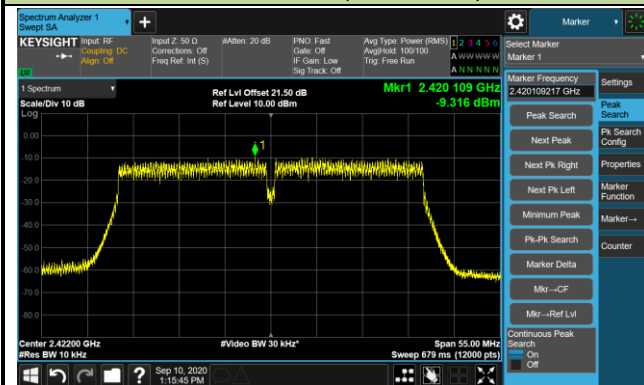 Spectrum Analyzer 1
Swept SA
Marker
KEYSIGHT
Input: RF
Coupling: DC
Align: Off
Input Z: 50 Ω
Corrections: Off
Freq Ref: Int (S)
#Atten: 20 dB
PNO: Fast
Gate: Off
IF Gain: Low
Sig Track: Off
Avg Type: Power (RMS)
Avg|Hold: 100/100
Trig: Free Run
1 2 3 4 5 6
A W W W W W
A N N N N N
Select Marker
Marker 1
LXI
1 Spectrum
Scale/Div 10 dB
Log
Ref Lvl Offset 21.50 dB
Ref Level 10.00 dBm
Mkr1 2.420 109 GHz
-9.316 dBm
1
0.00
-10.0
-20.0
-30.0
-40.0
-50.0
-60.0
-70.0
-80.0
Center 2.42200 GHz
#Res BW 10 kHz
#Video BW 30 kHz*
Span 55.00 MHz
Sweep 679 ms (12000 pts)
Marker Frequency
2.420109217 GHz
Peak Search
Next Peak
Next Pk Right
Next Pk Left
Minimum Peak
Pk-Pk Search
Marker Delta
Mkr→CF
Mkr→Ref Lvl
Continuous Peak
Search
On
Off
Settings
Peak
Search
Pk Search
Config
Properties
Marker
Function
Marker→
Counter
Sep 10, 2020
1:15:45 PM